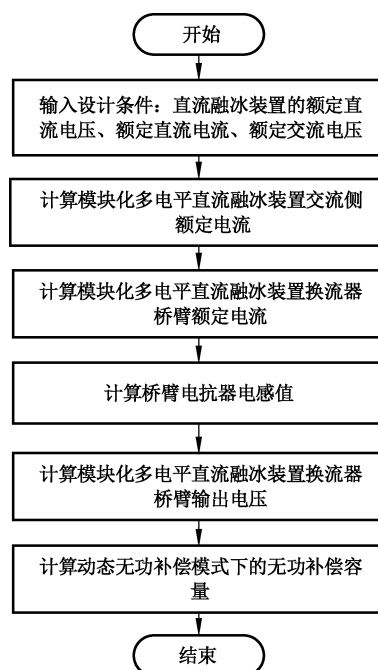 开始
输入设计条件：直流融冰装置的额定直
流电压、额定直流电流、额定交流电压
计算模块化多电平直流融冰装置交流侧
额定电流
计算模块化多电平直流融冰装置换流器
桥臂额定电流
计算桥臂电抗器电感值
计算模块化多电平直流融冰装置换流器
桥臂输出电压
计算动态无功补偿模式下的无功补偿容
量
结束